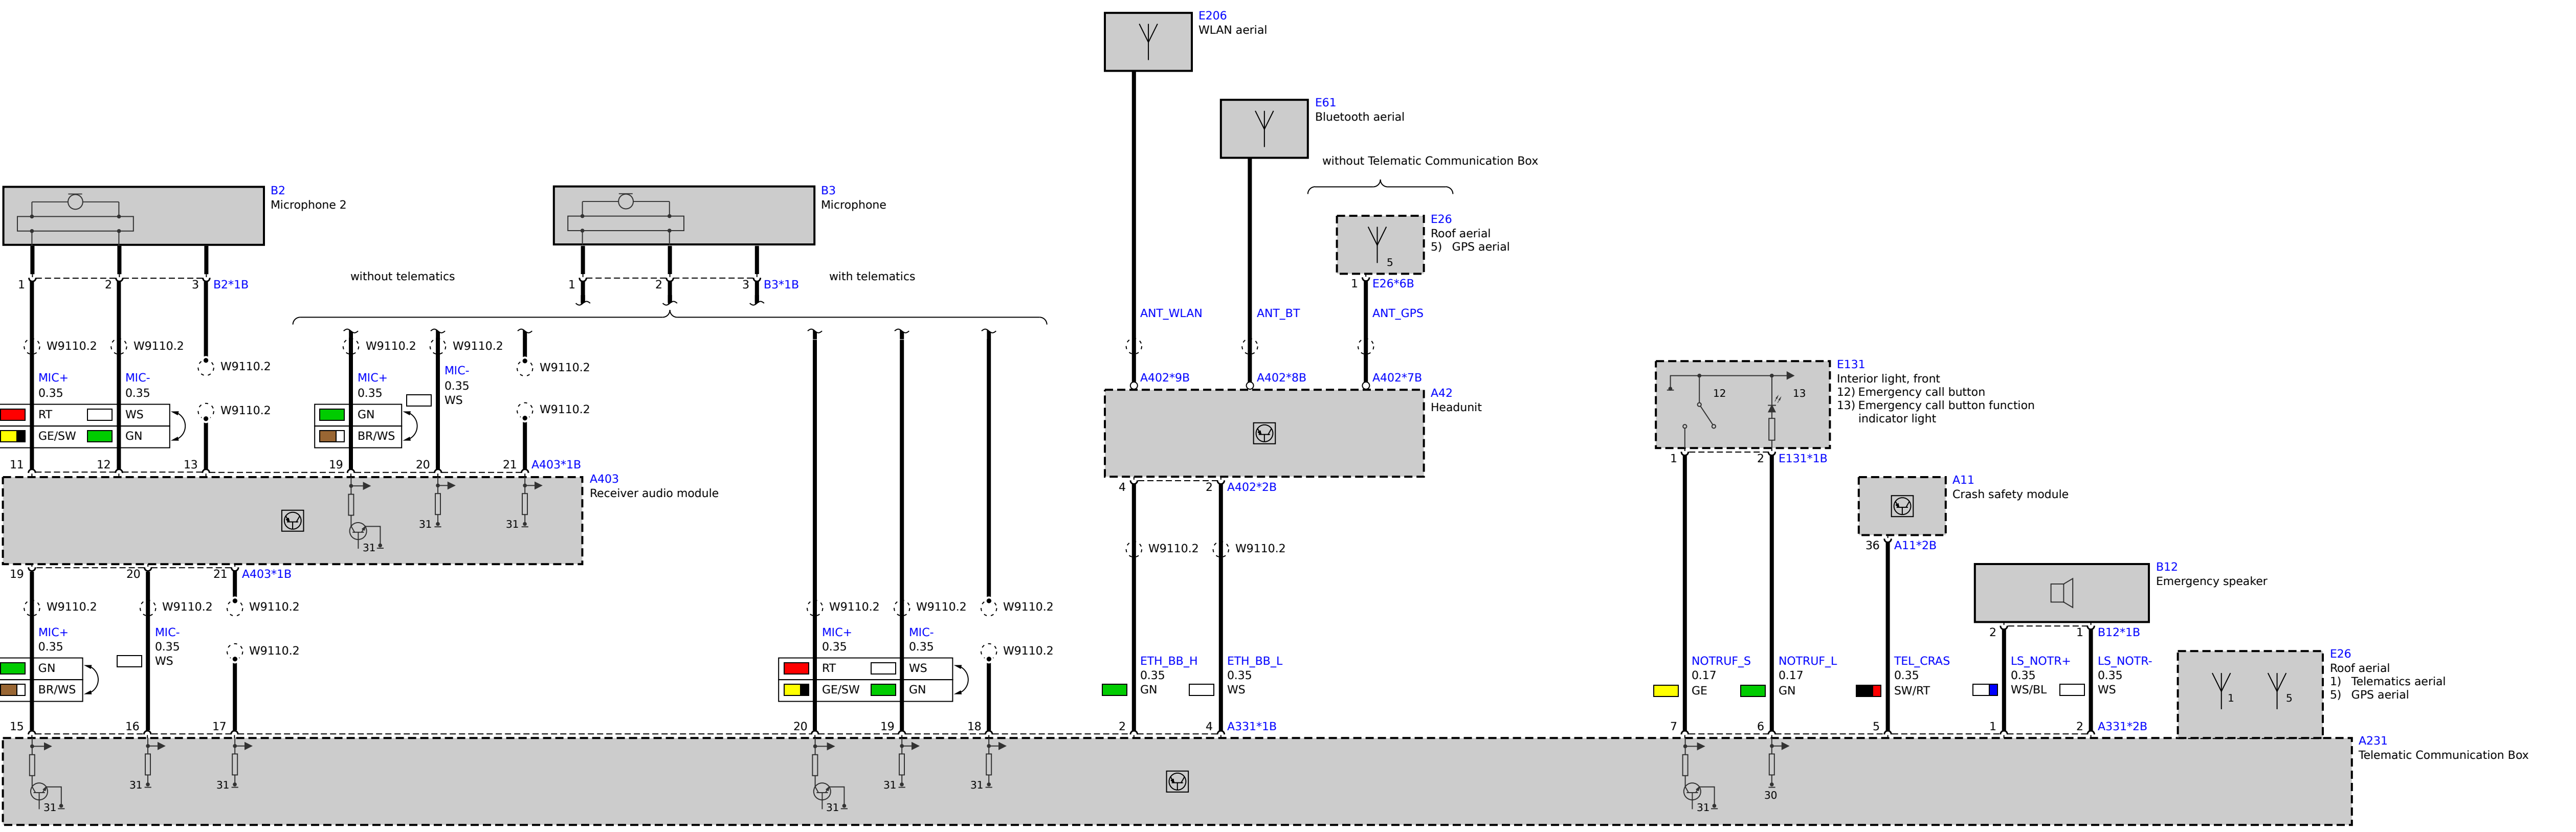 E206
WLAN aerial
E61
Bluetooth aerial
without Telematic Communication Box
B2
Microphone 2
B3
Microphone
E26
Roof aerial
5) GPS aerial
5
without telematics
with telematics
1 2 3 B2*1B
1 2 3 B3*1B
1 E26*6B
ANT_WLAN
ANT_BT
ANT_GPS
W9110.2 W9110.2 W9110.2
W9110.2 W9110.2 W9110.2
MIC+
0.35
MIC-
0.35
W9110.2
RT WS
GE/SW GN
MIC+
0.35
MIC-
0.35
WS
W9110.2
GN
BR/WS
A402*9B
A402*8B
A402*7B
A42
Headunit
E131
Interior light, front
12) Emergency call button
13) Emergency call button function
indicator light
12 13
11 12 13 19 20 21 A403*1B
1 2 E131*1B
A403
Receiver audio module
31 31 31
4 2 A402*2B
A11
Crash safety module
36 A11*2B
W9110.2 W9110.2
B12
Emergency speaker
19 20 21 A403*1B
W9110.2 W9110.2 W9110.2
W9110.2 W9110.2 W9110.2
2 1 B12*1B
MIC+
0.35
MIC-
0.35
WS
W9110.2
GN
BR/WS
MIC+
0.35
MIC-
0.35
W9110.2
RT WS
GE/SW GN
ETH_BB_H
0.35
GN
ETH_BB_L
0.35
WS
NOTRUF_S
0.17
GE
NOTRUF_L
0.17
GN
TEL_CRAS
0.35
SW/RT
LS_NOTR+
0.35
WS/BL
LS_NOTR-
0.35
WS
E26
Roof aerial
1) Telematics aerial
5) GPS aerial
1 5
15 16 17 20 19 18 2 4 A331*1B
7 6 5 1 2 A331*2B
A231
Telematic Communication Box
31 31 31 31 31 31 31 30